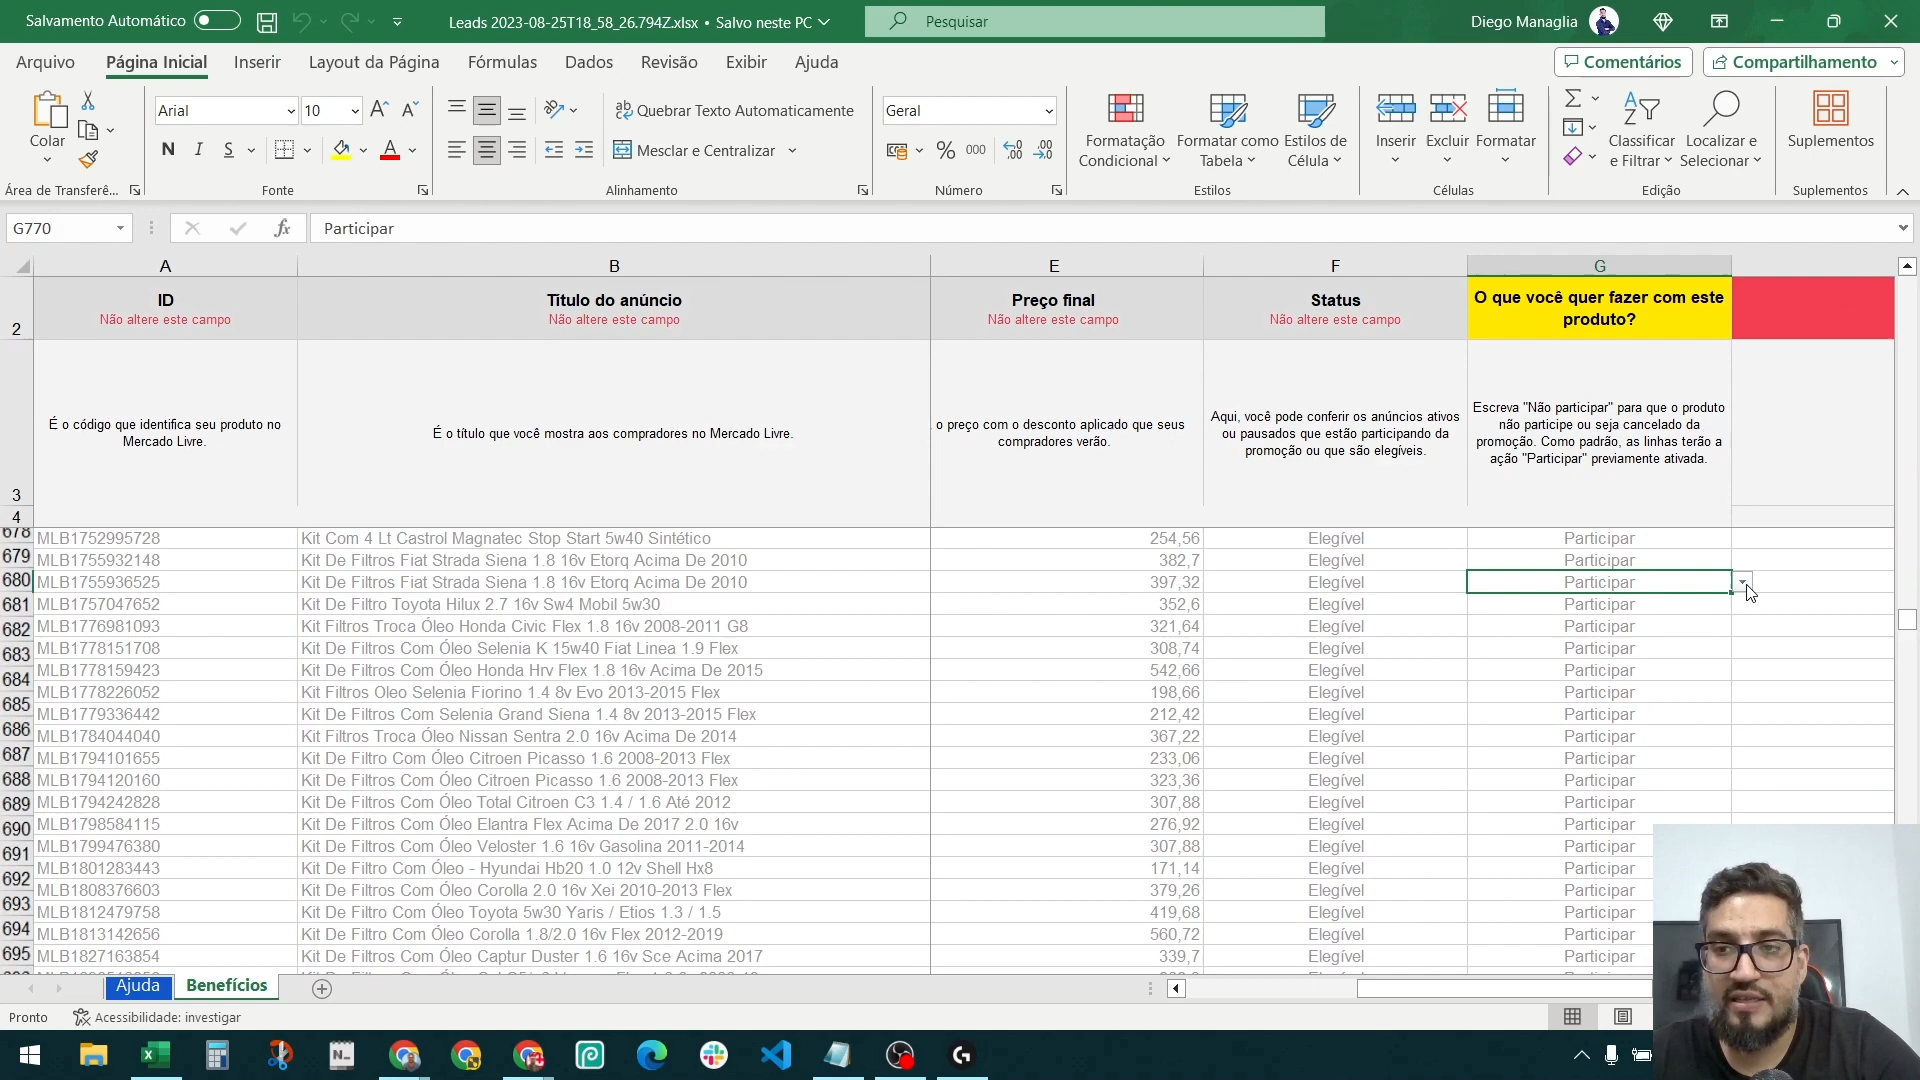 Salvamento Automático
Leads 2023-08-25T18_58_26.794Z.xlsx • Salvo neste PC
Pesquisar
Diego Managlia
Arquivo
Página Inicial
Inserir
Layout da Página
Fórmulas
Dados
Revisão
Exibir
Ajuda
Comentários
Compartilhamento
Colar
Arial
10
N I S
Quebrar Texto Automaticamente
Mesclar e Centralizar
Geral
% 000
Formatação Condicional
Formatar como Tabela
Estilos de Célula
Inserir
Excluir
Formatar
Classificar e Filtrar
Localizar e Selecionar
Suplementos
Área de Transferê...
Fonte
Alinhamento
Número
Estilos
Células
Edição
Suplementos
G770
fx
Participar
A B E F G
2
ID
Não altere este campo
Título do anúncio
Não altere este campo
Preço final
Não altere este campo
Status
Não altere este campo
O que você quer fazer com este produto?
3
É o código que identifica seu produto no Mercado Livre.
É o título que você mostra aos compradores no Mercado Livre.
o preço com o desconto aplicado que seus compradores verão.
Aqui, você pode conferir os anúncios ativos ou pausados que estão participando da promoção ou que são elegíveis.
Escreva "Não participar" para que o produto não participe ou seja cancelado da promoção. Como padrão, as linhas terão a ação "Participar" previamente ativada.
4
678 MLB1752995728 Kit Com 4 Lt Castrol Magnatec Stop Start 5w40 Sintético 254,56 Elegível Participar
679 MLB1755932148 Kit De Filtros Fiat Strada Siena 1.8 16v Etorq Acima De 2010 382,7 Elegível Participar
680 MLB1755936525 Kit De Filtros Fiat Strada Siena 1.8 16v Etorq Acima De 2010 397,32 Elegível Participar
681 MLB1757047652 Kit De Filtro Toyota Hilux 2.7 16v Sw4 Mobil 5w30 352,6 Elegível Participar
682 MLB1776981093 Kit Filtros Troca Óleo Honda Civic Flex 1.8 16v 2008-2011 G8 321,64 Elegível Participar
683 MLB1778151708 Kit De Filtros Com Óleo Selenia K 15w40 Fiat Linea 1.9 Flex 308,74 Elegível Participar
684 MLB1778159423 Kit De Filtros Com Óleo Honda Hrv Flex 1.8 16v Acima De 2015 542,66 Elegível Participar
685 MLB1778226052 Kit Filtros Oleo Selenia Fiorino 1.4 8v Evo 2013-2015 Flex 198,66 Elegível Participar
686 MLB1779336442 Kit De Filtros Com Selenia Grand Siena 1.4 8v 2013-2015 Flex 212,42 Elegível Participar
687 MLB1784044040 Kit Filtros Troca Óleo Nissan Sentra 2.0 16v Acima De 2014 367,22 Elegível Participar
688 MLB1794101655 Kit De Filtro Com Óleo Citroen Picasso 1.6 2008-2013 Flex 233,06 Elegível Participar
689 MLB1794120160 Kit De Filtros Com Óleo Citroen Picasso 1.6 2008-2013 Flex 323,36 Elegível Participar
690 MLB1794242828 Kit De Filtros Com Óleo Total Citroen C3 1.4 / 1.6 Até 2012 307,88 Elegível Participar
691 MLB1798584115 Kit De Filtros Com Óleo Elantra Flex Acima De 2017 2.0 16v 276,92 Elegível Participar
692 MLB1799476380 Kit De Filtros Com Óleo Veloster 1.6 16v Gasolina 2011-2014 307,88 Elegível Participar
693 MLB1801283443 Kit De Filtro Com Óleo - Hyundai Hb20 1.0 12v Shell Hx8 171,14 Elegível Participar
694 MLB1808376603 Kit De Filtros Com Óleo Corolla 2.0 16v Xei 2010-2013 Flex 379,26 Elegível Participar
695 MLB1812479758 Kit De Filtro Com Óleo Toyota 5w30 Yaris / Etios 1.3 / 1.5 419,68 Elegível Participar
MLB1813142656 Kit De Filtro Com Óleo Corolla 1.8/2.0 16v Flex 2012-2019 560,72 Elegível Participar
MLB1827163854 Kit De Filtros Com Óleo Captur Duster 1.6 16v Sce Acima 2017 339,7 Elegível Participar
Ajuda
Benefícios
Pronto
Acessibilidade: investigar